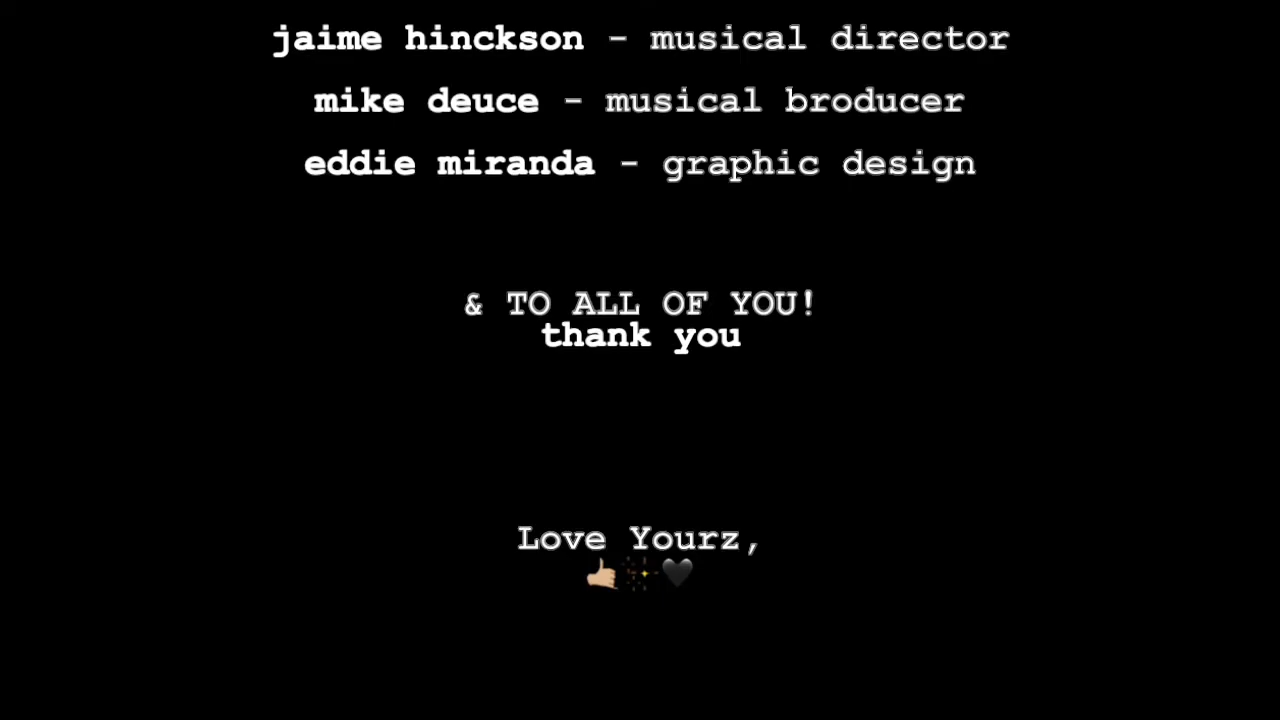 jaime hinckson - musical director
mike deuce - musical broducer
eddie miranda - graphic design
& TO ALL OF YOU!
thank you
Love Yourz,
🤙🏼✨🖤